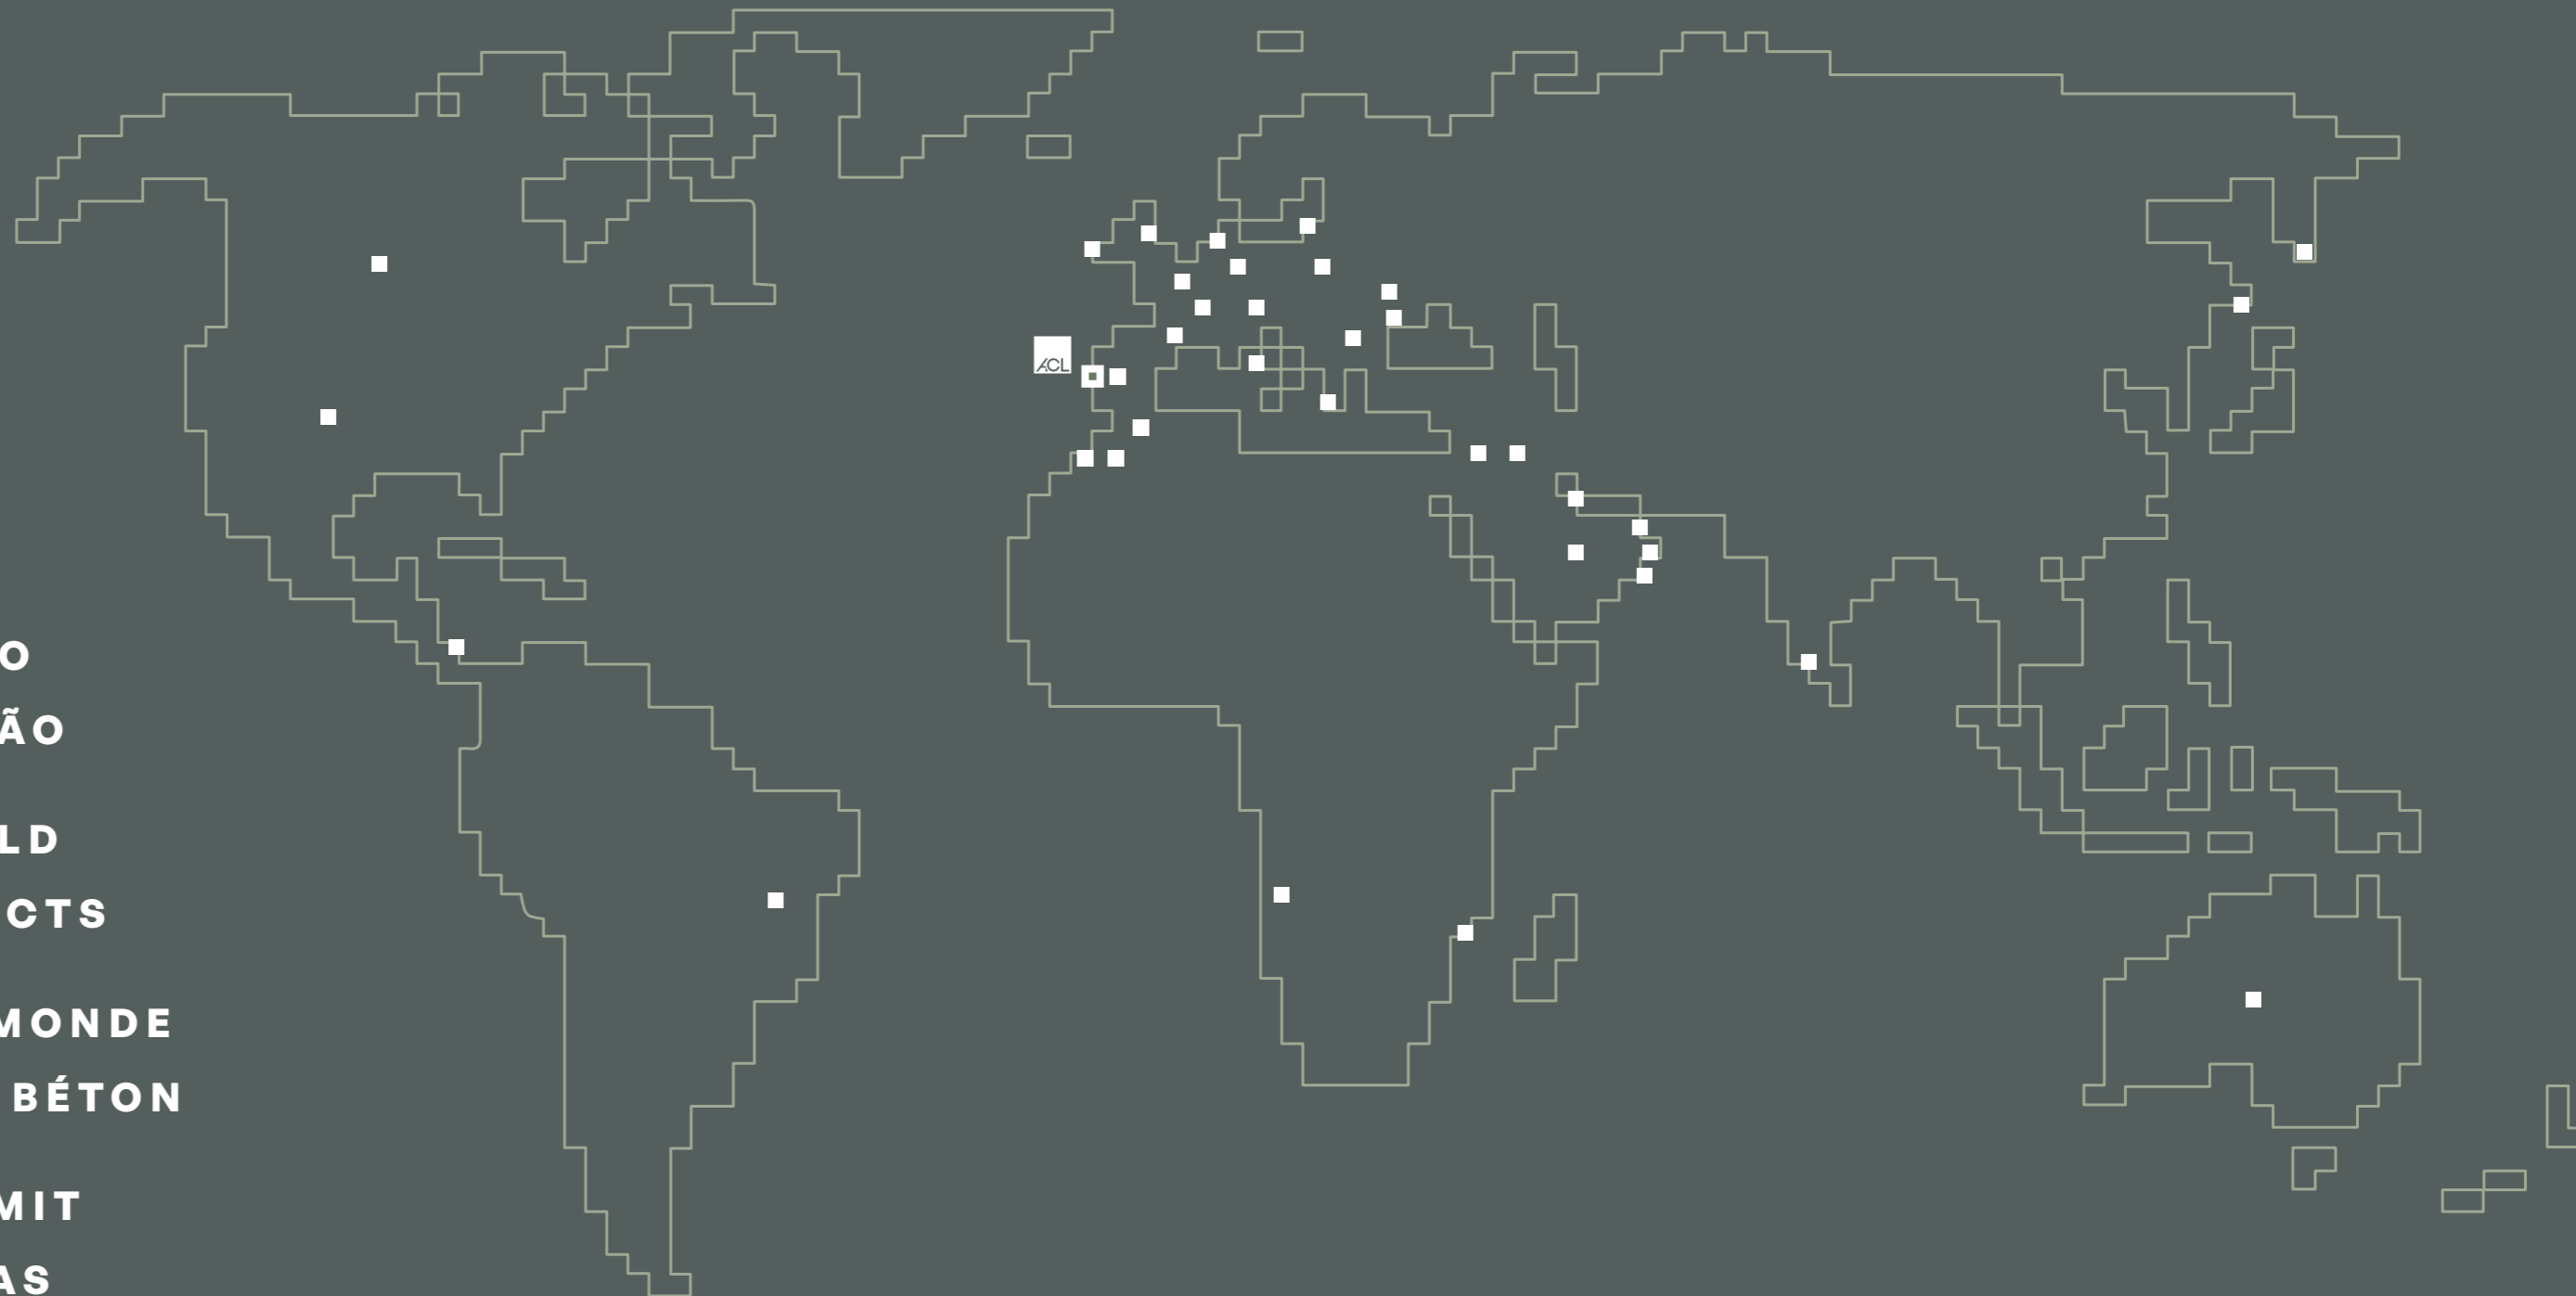 O
ÃO
LD
CTS
MONDE
BÉTON
MIT
AS
ACL